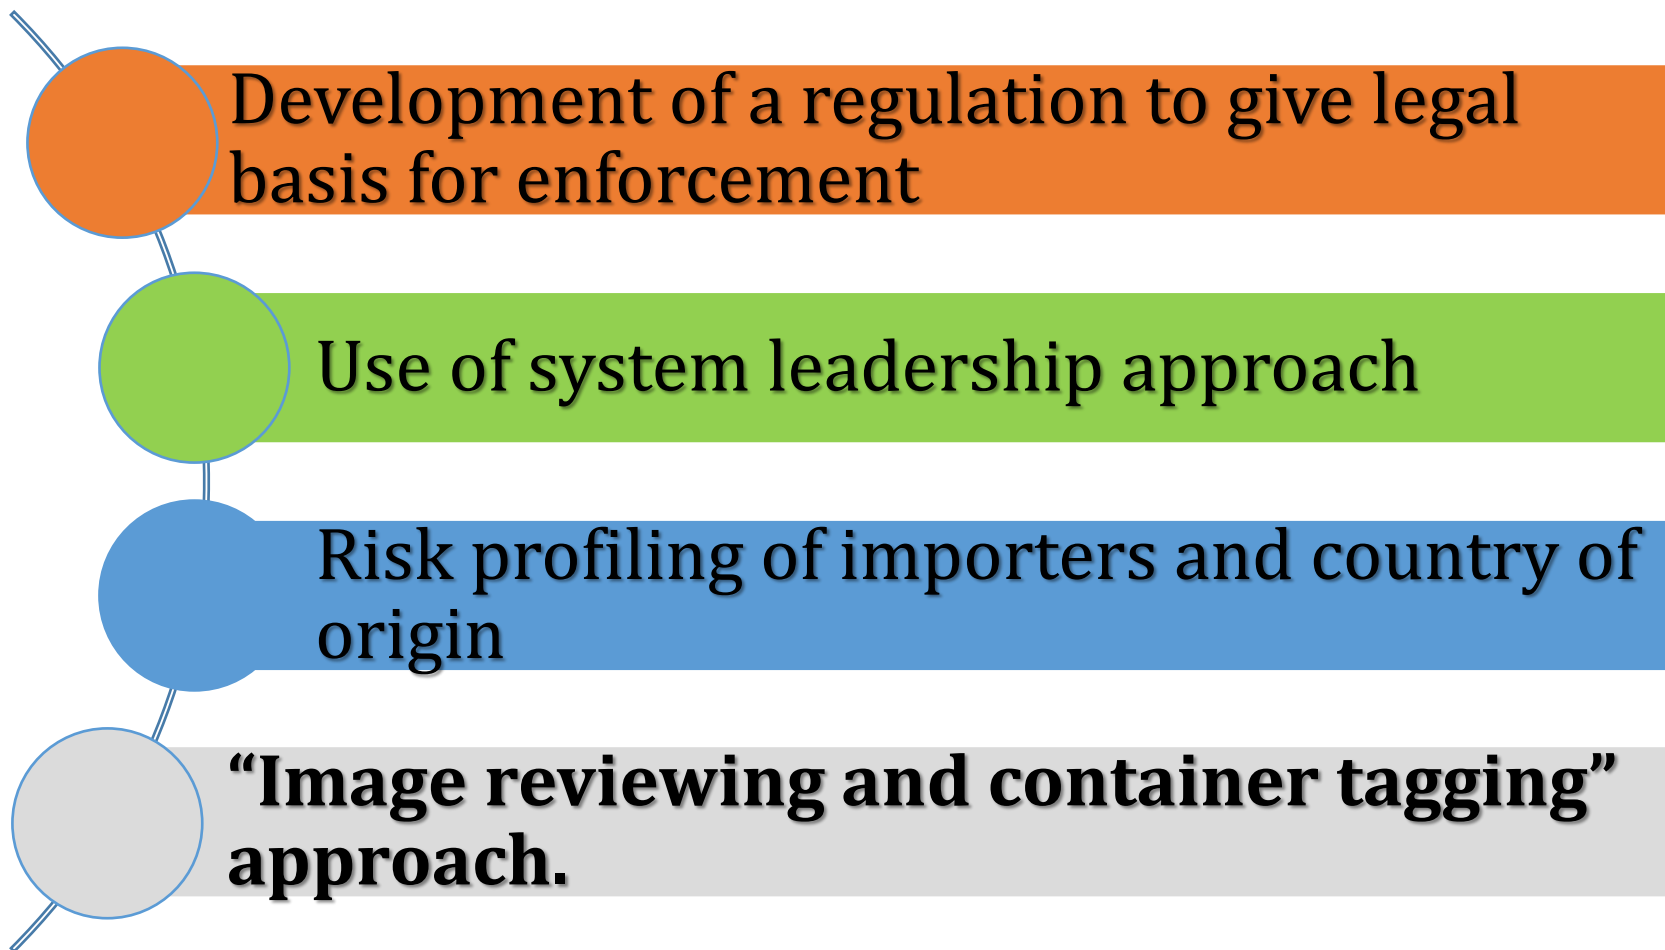 Development of a regulation to give legal
basis for enforcement
Use of system leadership approach
Risk profiling of importers and country of
origin
“Image reviewing and container tagging”
approach.